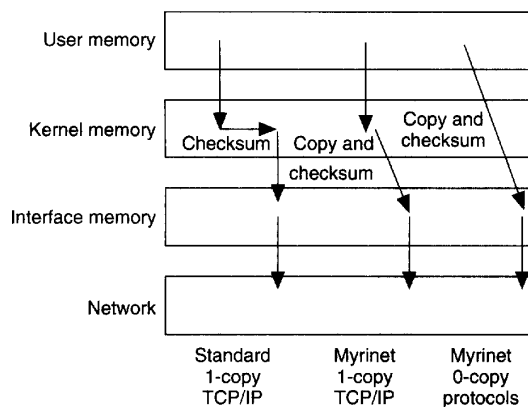 User memory
Kernel memory
Checksum
Copy and
checksum
Copy and
checksum
Interface memory
Network
Standard
1-copy
TCP/IP
Myrinet
1-copy
TCP/IP
Myrinet
0-copy
protocols